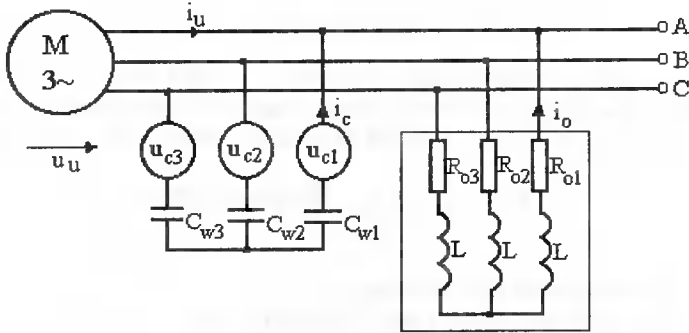 i_u
A
M
3~
B
C
i_c
i_o
u_u
u_c3
u_c2
u_c1
R_o3
R_o2
R_o1
C_w3
C_w2
C_w1
L
L
L